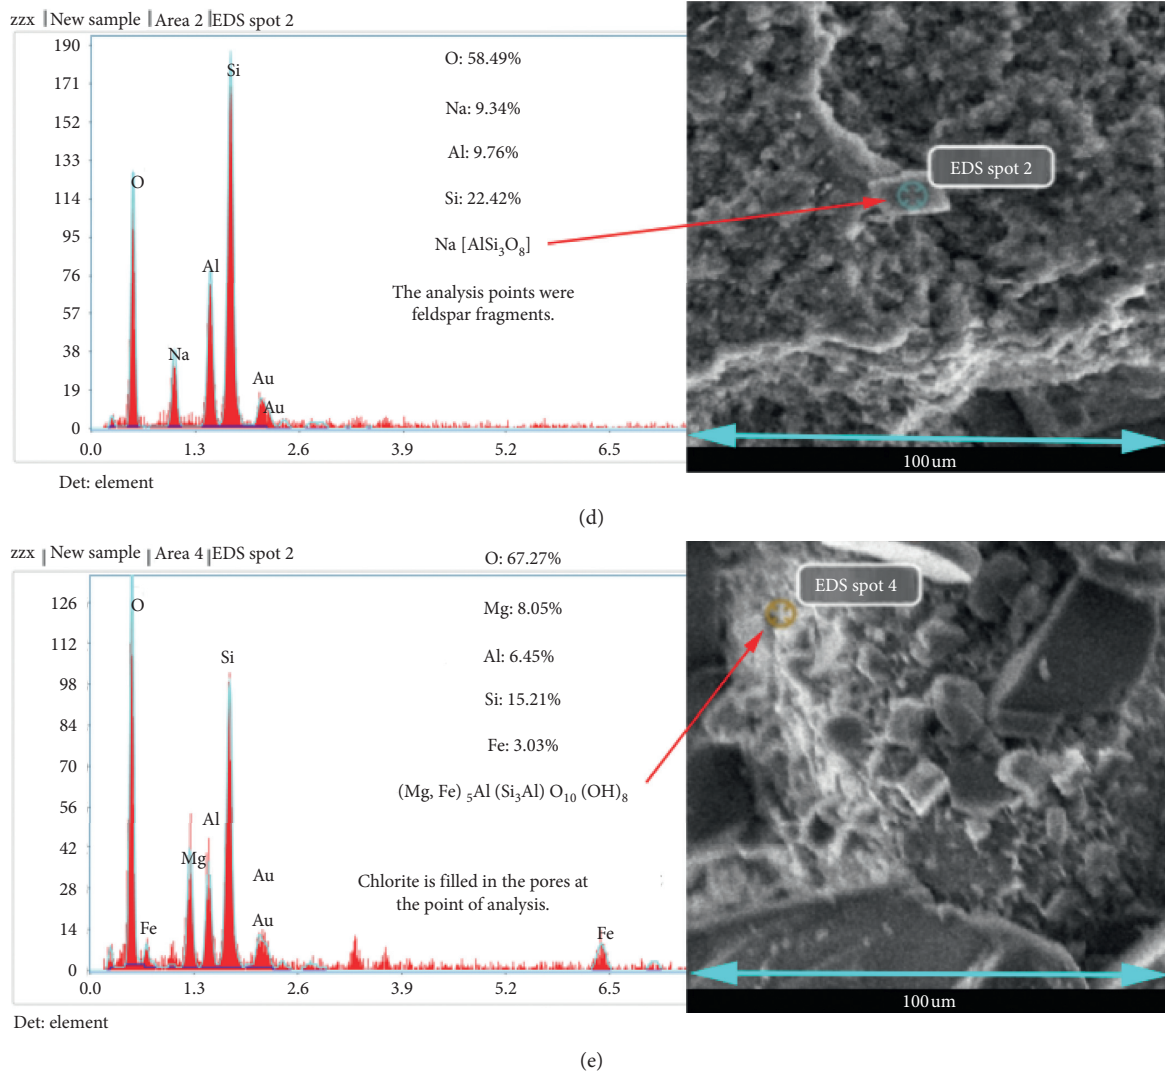 zzx | New sample | Area 2 | EDS spot 2
190
171
152
133
114
95
76
57
38
19
0
O
Na
Al
Si
Au
Au
0.0 1.3 2.6 3.9 5.2 6.5
Det: element
O: 58.49%
Na: 9.34%
Al: 9.76%
Si: 22.42%
Na [AlSi₃O₈]
The analysis points were
feldspar fragments.
EDS spot 2
100 um
(d)
zzx | New sample | Area 4 | EDS spot 2
126
112
98
84
70
56
42
28
14
0
O
Fe
Mg
Al
Si
Au
Au
Fe
0.0 1.3 2.6 3.9 5.2 6.5
Det: element
O: 67.27%
Mg: 8.05%
Al: 6.45%
Si: 15.21%
Fe: 3.03%
(Mg, Fe) ₅Al (Si₃Al) O₁₀ (OH)₈
Chlorite is filled in the pores at
the point of analysis.
EDS spot 4
100 um
(e)